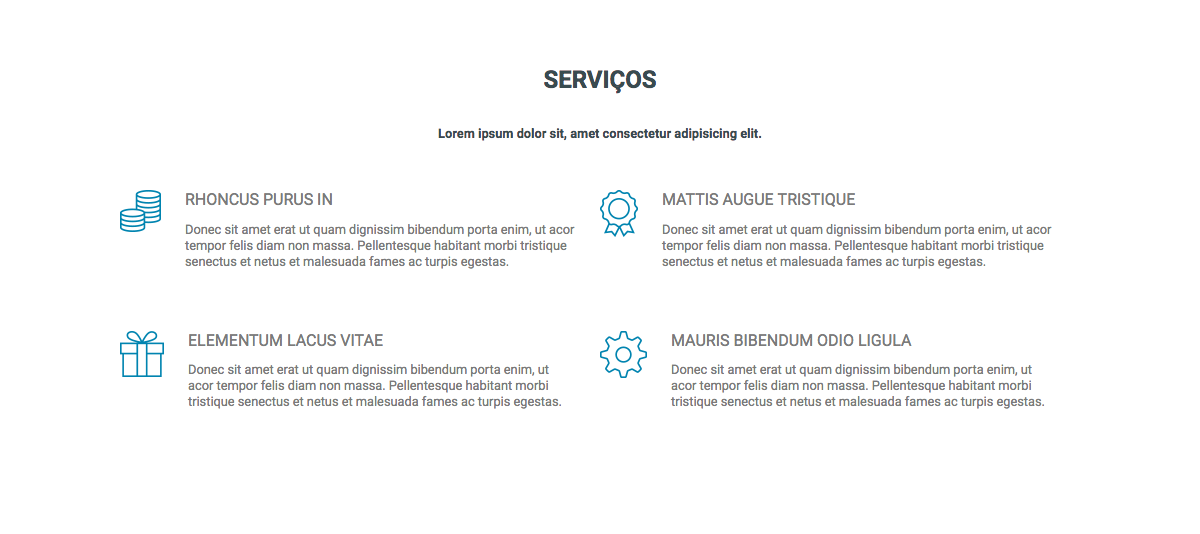 SERVIÇOS
Lorem ipsum dolor sit, amet consectetur adipisicing elit.
RHONCUS PURUS IN
Donec sit amet erat ut quam dignissim bibendum porta enim, ut acor
tempor felis diam non massa. Pellentesque habitant morbi tristique
senectus et netus et malesuada fames ac turpis egestas.
MATTIS AUGUE TRISTIQUE
Donec sit amet erat ut quam dignissim bibendum porta enim, ut acor
tempor felis diam non massa. Pellentesque habitant morbi tristique
senectus et netus et malesuada fames ac turpis egestas.
ELEMENTUM LACUS VITAE
Donec sit amet erat ut quam dignissim bibendum porta enim, ut
acor tempor felis diam non massa. Pellentesque habitant morbi
tristique senectus et netus et malesuada fames ac turpis egestas.
MAURIS BIBENDUM ODIO LIGULA
Donec sit amet erat ut quam dignissim bibendum porta enim, ut
acor tempor felis diam non massa. Pellentesque habitant morbi
tristique senectus et netus et malesuada fames ac turpis egestas.